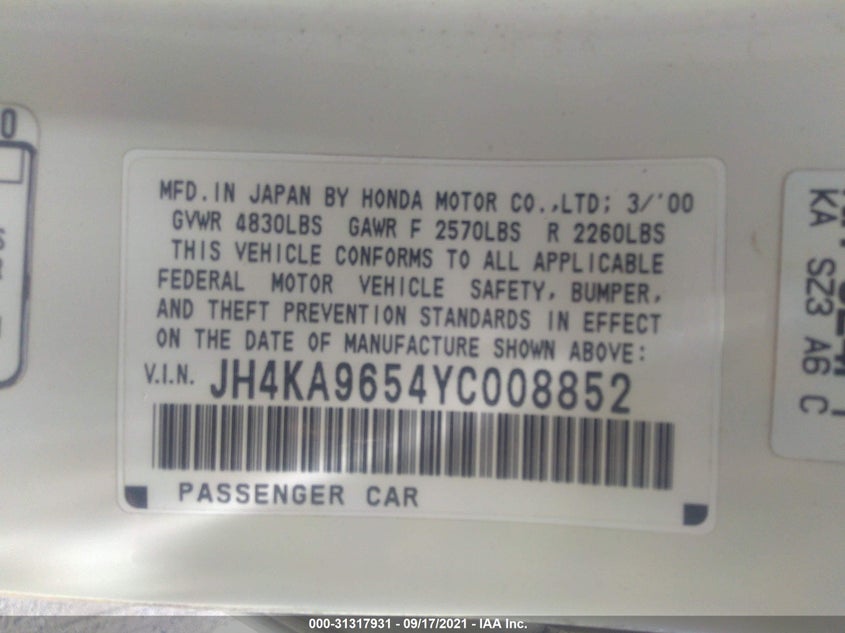 MFD.IN JAPAN BY HONDA MOTOR CO.,LTD; 3/'00
GVWR 4830LBS GAWR F 2570LBS R 2260LBS
THIS VEHICLE CONFORMS TO ALL APPLICABLE
FEDERAL MOTOR VEHICLE SAFETY, BUMPER,
AND THEFT PREVENTION STANDARDS IN EFFECT
ON THE DATE OF MANUFACTURE SHOWN ABOVE:
V.I.N. JH4KA9654YC008852
PASSENGER CAR
KA SZ3 A6 C
000-31317931 - 09/17/2021 - IAA Inc.